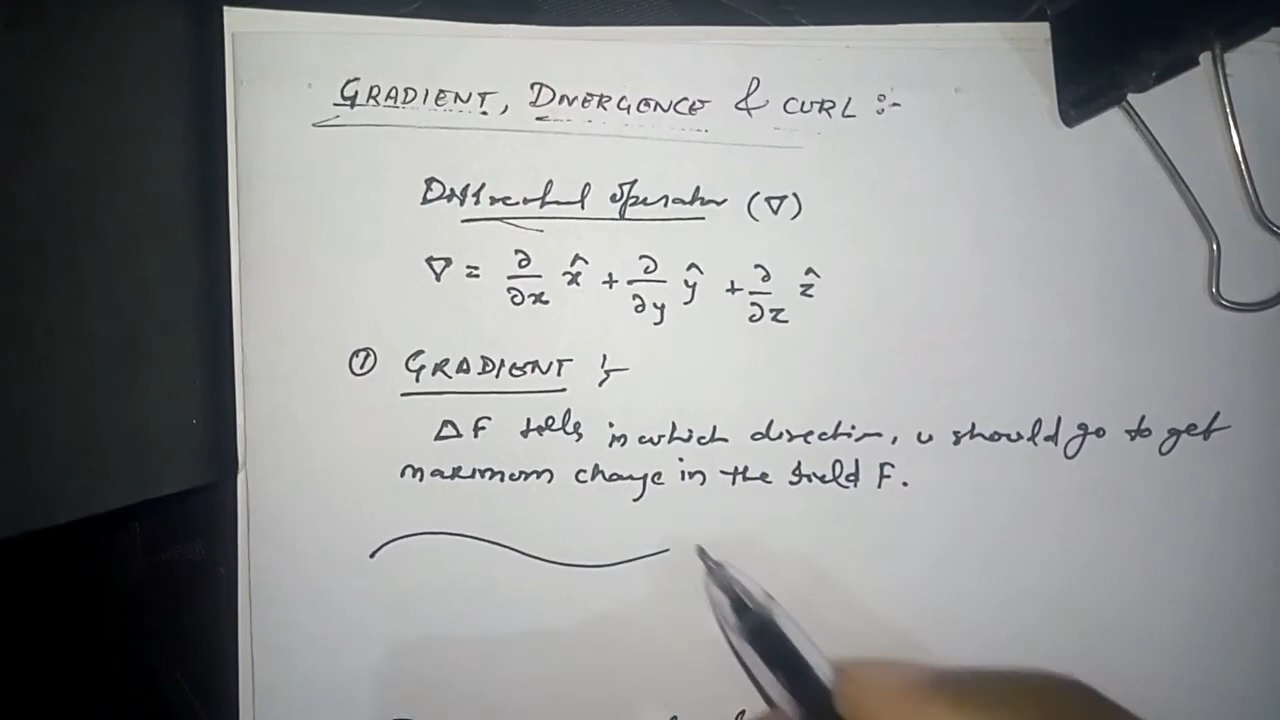 GRADIENT, DIVERGENCE & CURL :-
Differential operator (∇)
∇ = ∂/∂x x̂ + ∂/∂y ŷ + ∂/∂z ẑ
① GRADIENT :-
ΔF tells in which direction, u should go to get
maximum change in the field F.